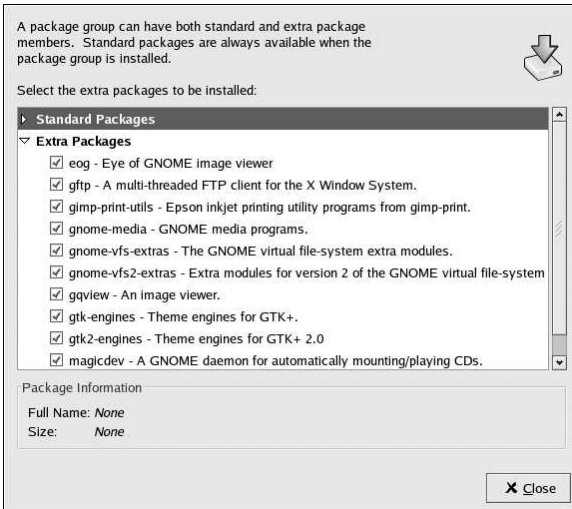 A package group can have both standard and extra package
members. Standard packages are always available when the
package group is installed.
Select the extra packages to be installed:
Standard Packages
Extra Packages
eog - Eye of GNOME image viewer
gftp - A multi-threaded FTP client for the X Window System.
gimp-print-utils - Epson inkjet printing utility programs from gimp-print.
gnome-media - GNOME media programs.
gnome-vfs-extras - The GNOME virtual file-system extra modules.
gnome-vfs2-extras - Extra modules for version 2 of the GNOME virtual file-system
gqview - An image viewer.
gtk-engines - Theme engines for GTK+.
gtk2-engines - Theme engines for GTK+ 2.0
magicdev - A GNOME daemon for automatically mounting/playing CDs.
Package Information
Full Name: None
Size: None
Close